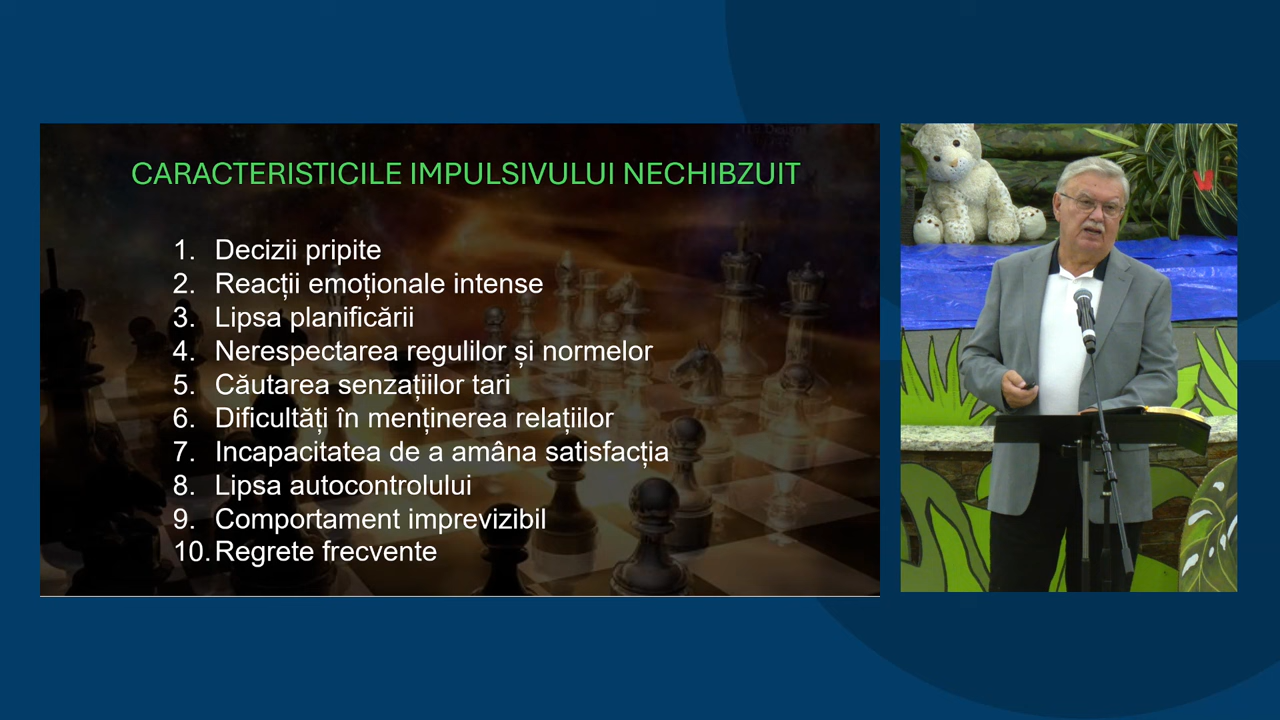 CARACTERISTICILE IMPULSIVULUI NECHIBZUIT
1. Decizii pripite
2. Reacții emoționale intense
3. Lipsa planificării
4. Nerespectarea regulilor și normelor
5. Căutarea senzațiilor tari
6. Dificultăți în menținerea relațiilor
7. Incapacitatea de a amâna satisfacția
8. Lipsa autocontrolului
9. Comportament imprevizibil
10. Regrete frecvente